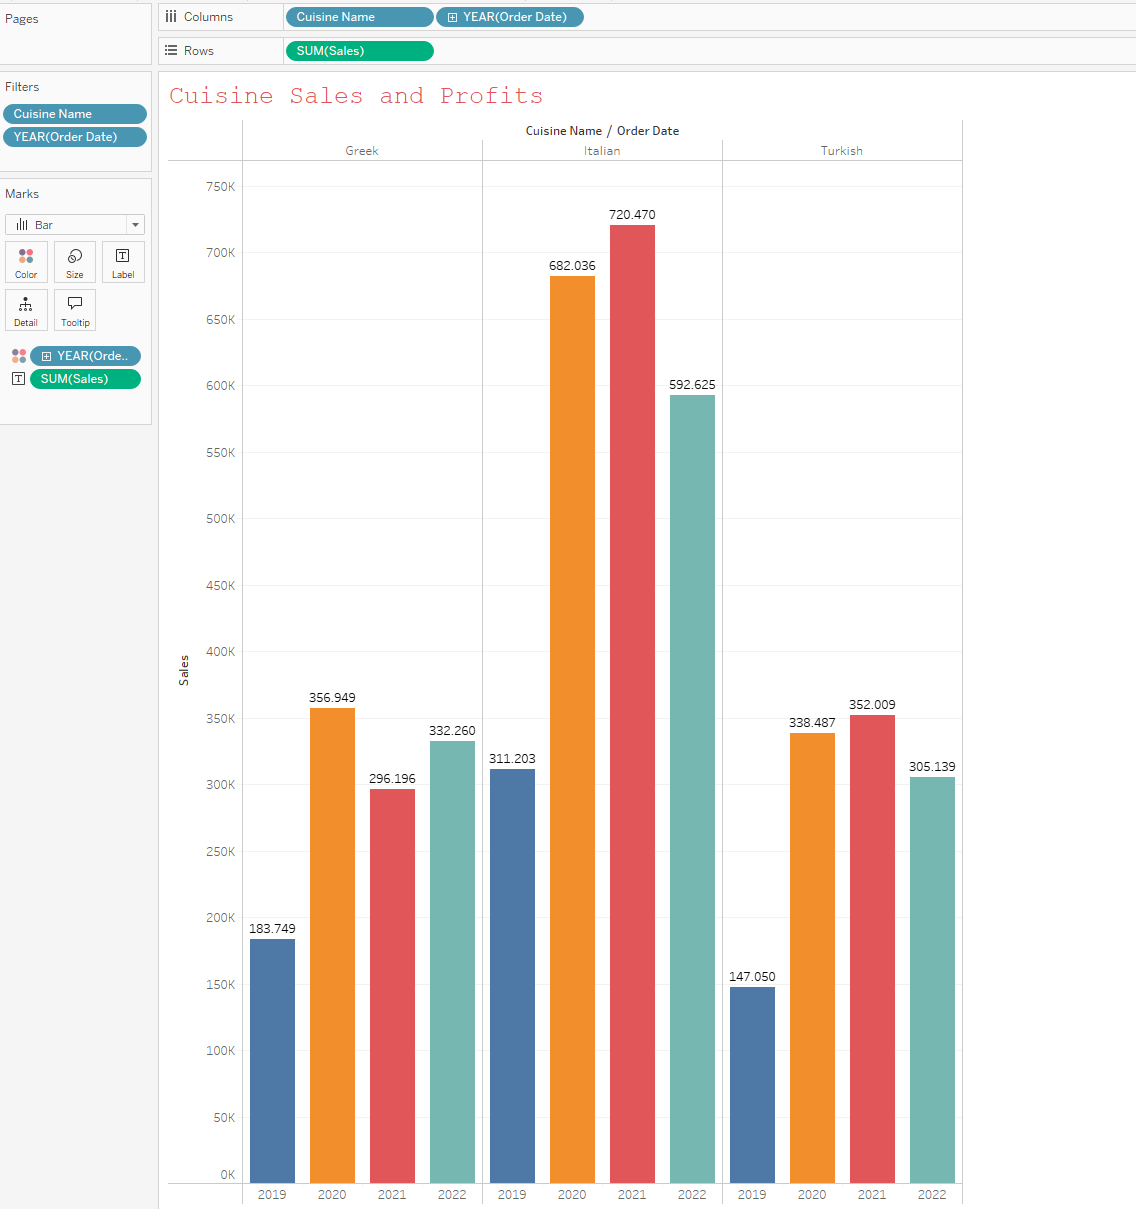 Pages
Columns
Cuisine Name
YEAR(Order Date)
Rows
SUM(Sales)
Filters
Cuisine Name
YEAR(Order Date)
Marks
Bar
Color
Size
Label
Detail
Tooltip
YEAR(Orde..
SUM(Sales)
Cuisine Sales and Profits
Cuisine Name / Order Date
Greek
Italian
Turkish
Sales
750K
700K
650K
600K
550K
500K
450K
400K
350K
300K
250K
200K
150K
100K
50K
0K
183.749
356.949
296.196
332.260
311.203
682.036
720.470
592.625
147.050
338.487
352.009
305.139
2019 2020 2021 2022 2019 2020 2021 2022 2019 2020 2021 2022